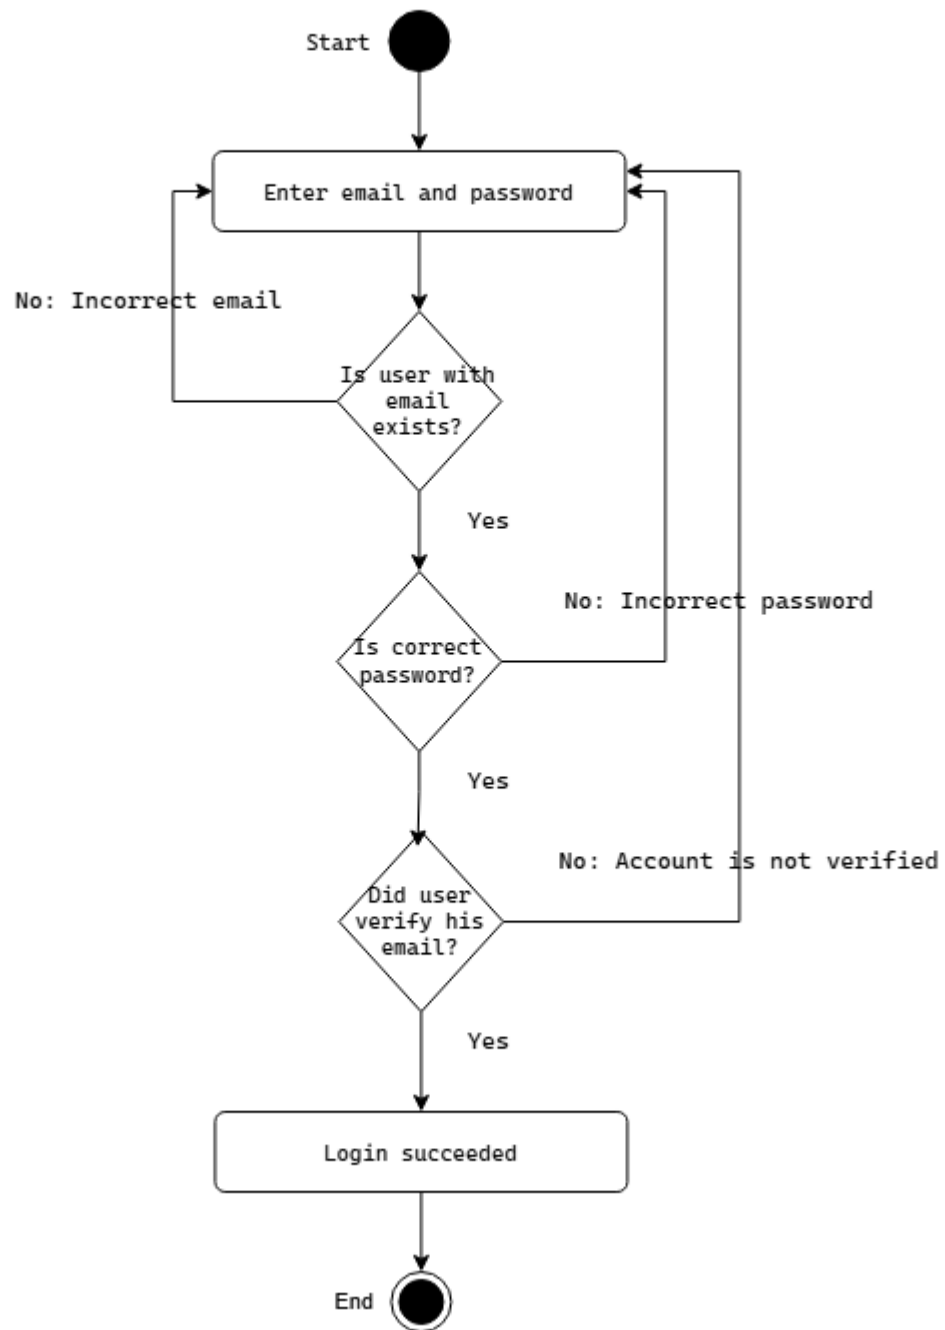 Start
Enter email and password
No: Incorrect email
Is user with
email
exists?
Yes
No: Incorrect password
Is correct
password?
Yes
No: Account is not verified
Did user
verify his
email?
Yes
Login succeeded
End